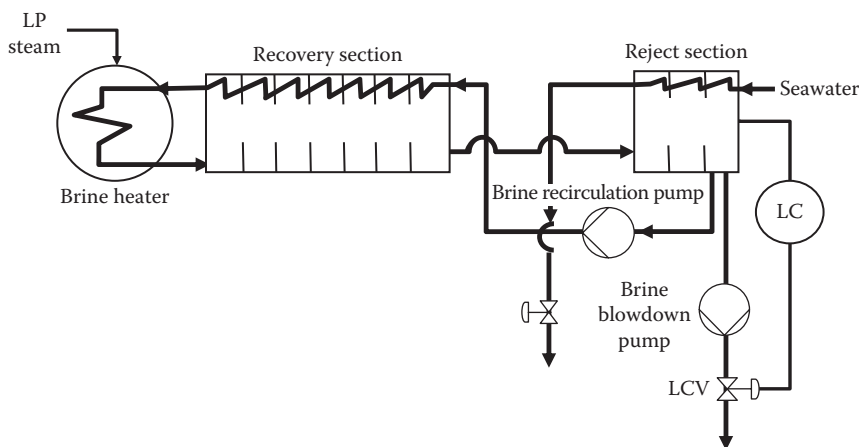 LP
steam
Recovery section
Reject section
Seawater
Brine heater
Brine recirculation pump
LC
Brine
blowdown
pump
LCV